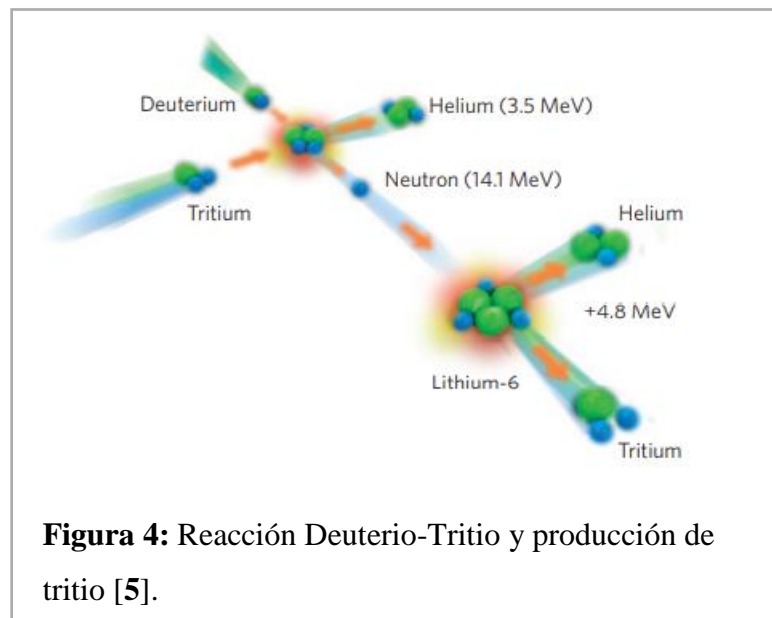 Deuterium
Helium (3.5 MeV)
Neutron (14.1 MeV)
Tritium
Helium
+4.8 MeV
Lithium-6
Tritium
Figura 4: Reacción Deuterio-Tritio y producción de
tritio [5].